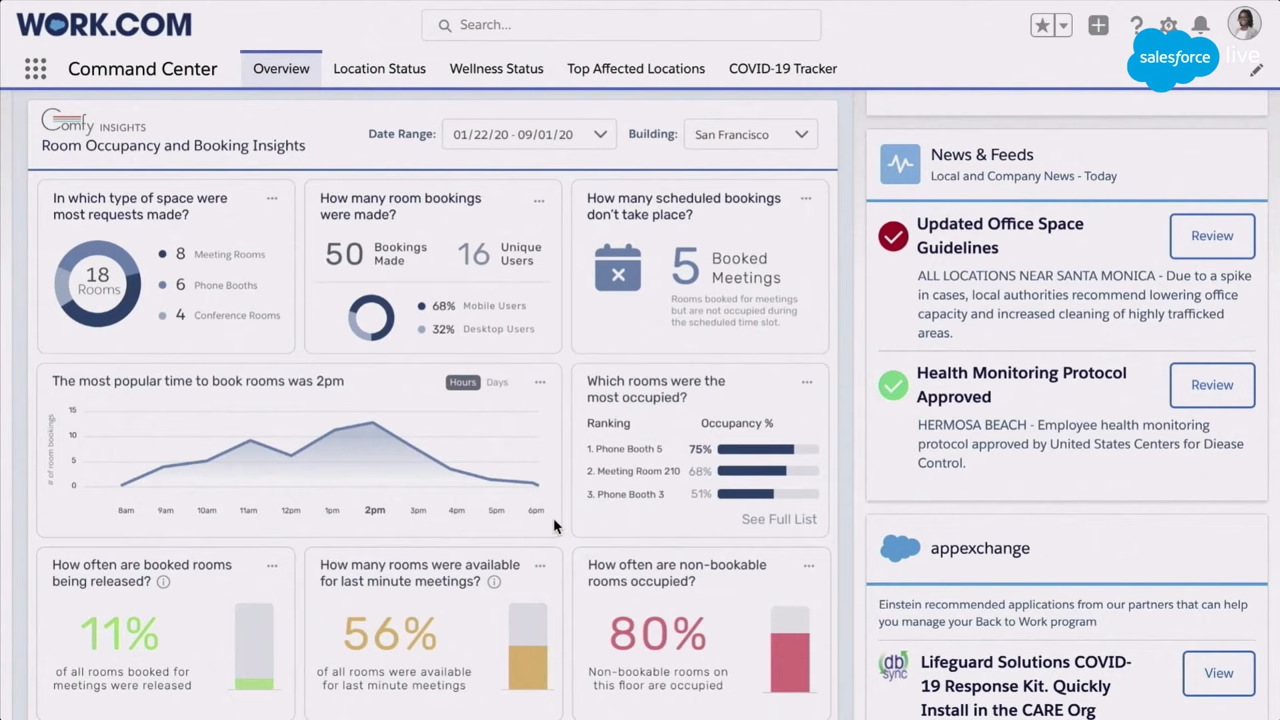 WORK.COM
Search...
salesforce live
Command Center
Overview
Location Status
Wellness Status
Top Affected Locations
COVID-19 Tracker
Comfy INSIGHTS
Room Occupancy and Booking Insights
Date Range:
01/22/20 - 09/01/20
Building:
San Francisco
In which type of space were
most requests made?
18
Rooms
8 Meeting Rooms
6 Phone Booths
4 Conference Rooms
How many room bookings
were made?
50 Bookings
Made
16 Unique
Users
68% Mobile Users
32% Desktop Users
How many scheduled bookings
don't take place?
5 Booked
Meetings
Rooms booked for meetings
but are not occupied during
the scheduled time slot.
The most popular time to book rooms was 2pm
Hours
Days
# of room bookings
15
10
5
0
8am 9am 10am 11am 12pm 1pm 2pm 3pm 4pm 5pm 6pm
Which rooms were the
most occupied?
Ranking
Occupancy %
1. Phone Booth 5 75%
2. Meeting Room 210 68%
3. Phone Booth 3 51%
See Full List
How often are booked rooms
being released?
11%
of all rooms booked for
meetings were released
How many rooms were available
for last minute meetings?
56%
of all rooms were available
for last minute meetings
How often are non-bookable
rooms occupied?
80%
Non-bookable rooms on
this floor are occupied
News & Feeds
Local and Company News - Today
Updated Office Space
Guidelines
Review
ALL LOCATIONS NEAR SANTA MONICA - Due to a spike
in cases, local authorities recommend lowering office
capacity and increased cleaning of highly trafficked
areas.
Health Monitoring Protocol
Approved
Review
HERMOSA BEACH - Employee health monitoring
protocol approved by United States Centers for Diease
Control.
appexchange
Einstein recommended applications from our partners that can help
you manage your Back to Work program
db
sync
Lifeguard Solutions COVID-
19 Response Kit. Quickly
Install in the CARE Org
View